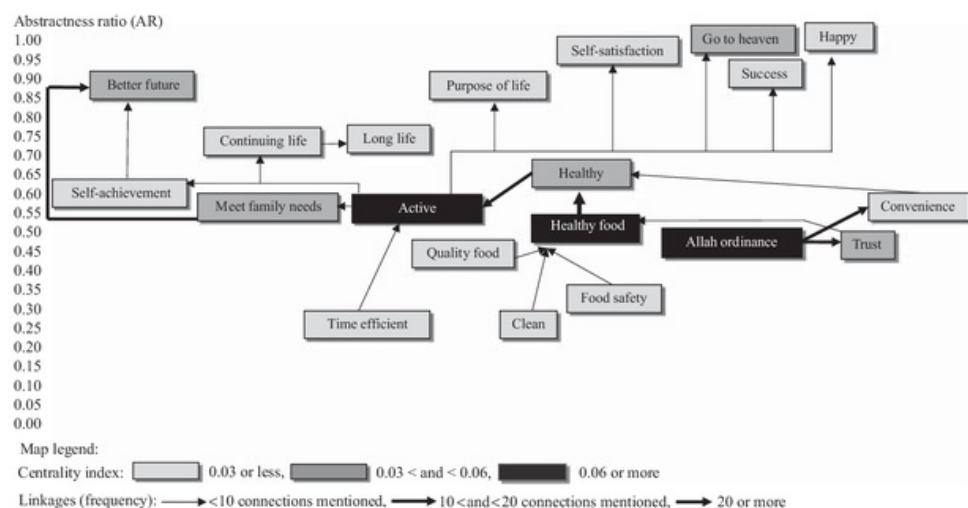 Abstractness ratio (AR)
1.00
0.95
0.90
0.85
0.80
0.75
0.70
0.65
0.60
0.55
0.50
0.45
0.40
0.35
0.30
0.25
0.20
0.15
0.10
0.05
0.00
Go to heaven
Happy
Self-satisfaction
Success
Better future
Purpose of life
Continuing life
Long life
Healthy
Self-achievement
Meet family needs
Active
Convenience
Healthy food
Allah ordinance
Trust
Quality food
Food safety
Time efficient
Clean
Map legend:
Centrality index: 0.03 or less, 0.03 < and < 0.06, 0.06 or more
Linkages (frequency): <10 connections mentioned, 10<and<20 connections mentioned, 20 or more